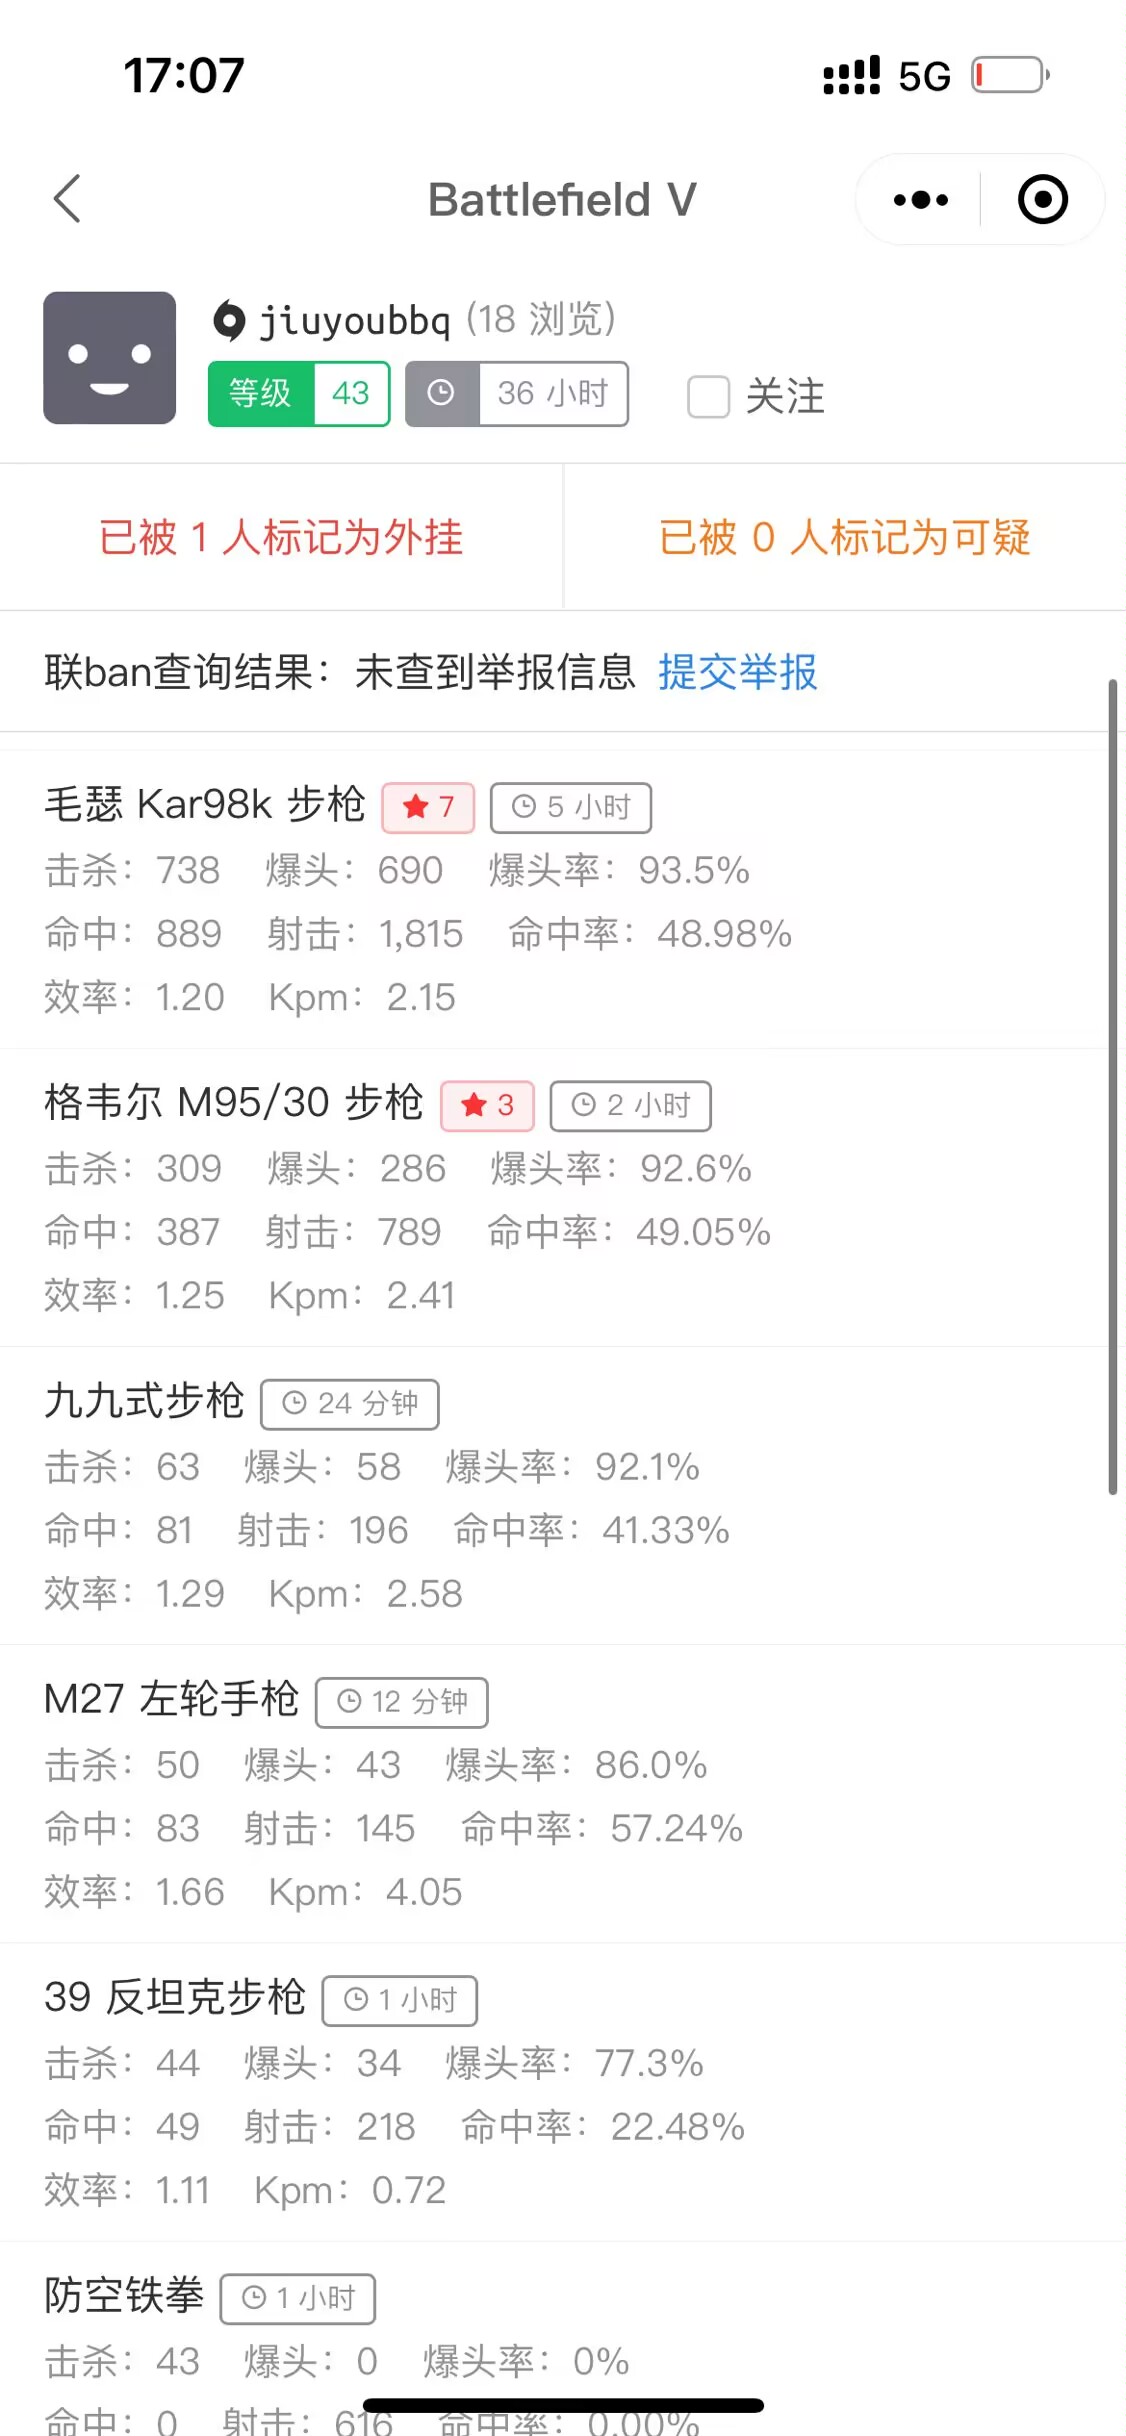 17:07 5G
Battlefield V
jiuyoubbq (18 浏览)
等级 43 36 小时 关注
已被 1 人标记为外挂 已被 0 人标记为可疑
联ban查询结果：未查到举报信息 提交举报
毛瑟 Kar98k 步枪 ★ 7 5 小时
击杀：738 爆头：690 爆头率：93.5%
命中：889 射击：1,815 命中率：48.98%
效率：1.20 Kpm：2.15
格韦尔 M95/30 步枪 ★ 3 2 小时
击杀：309 爆头：286 爆头率：92.6%
命中：387 射击：789 命中率：49.05%
效率：1.25 Kpm：2.41
九九式步枪 24 分钟
击杀：63 爆头：58 爆头率：92.1%
命中：81 射击：196 命中率：41.33%
效率：1.29 Kpm：2.58
M27 左轮手枪 12 分钟
击杀：50 爆头：43 爆头率：86.0%
命中：83 射击：145 命中率：57.24%
效率：1.66 Kpm：4.05
39 反坦克步枪 1 小时
击杀：44 爆头：34 爆头率：77.3%
命中：49 射击：218 命中率：22.48%
效率：1.11 Kpm：0.72
防空铁拳 1 小时
击杀：43 爆头：0 爆头率：0%
命中：0 射击：616 命中率：0.00%